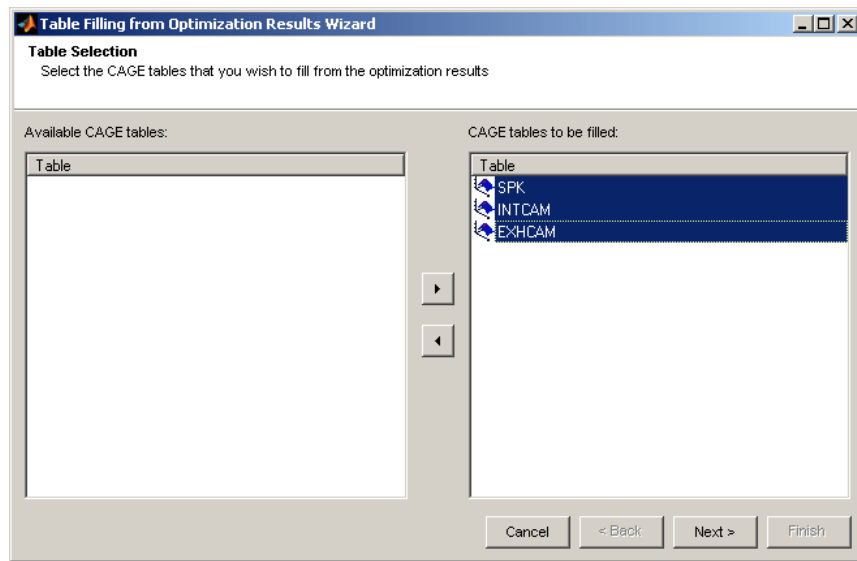 Table Filling from Optimization Results Wizard
Table Selection
Select the CAGE tables that you wish to fill from the optimization results
Available CAGE tables:
CAGE tables to be filled:
Table
Table
SPK
INTCAM
EXHCAM
Cancel
< Back
Next >
Finish